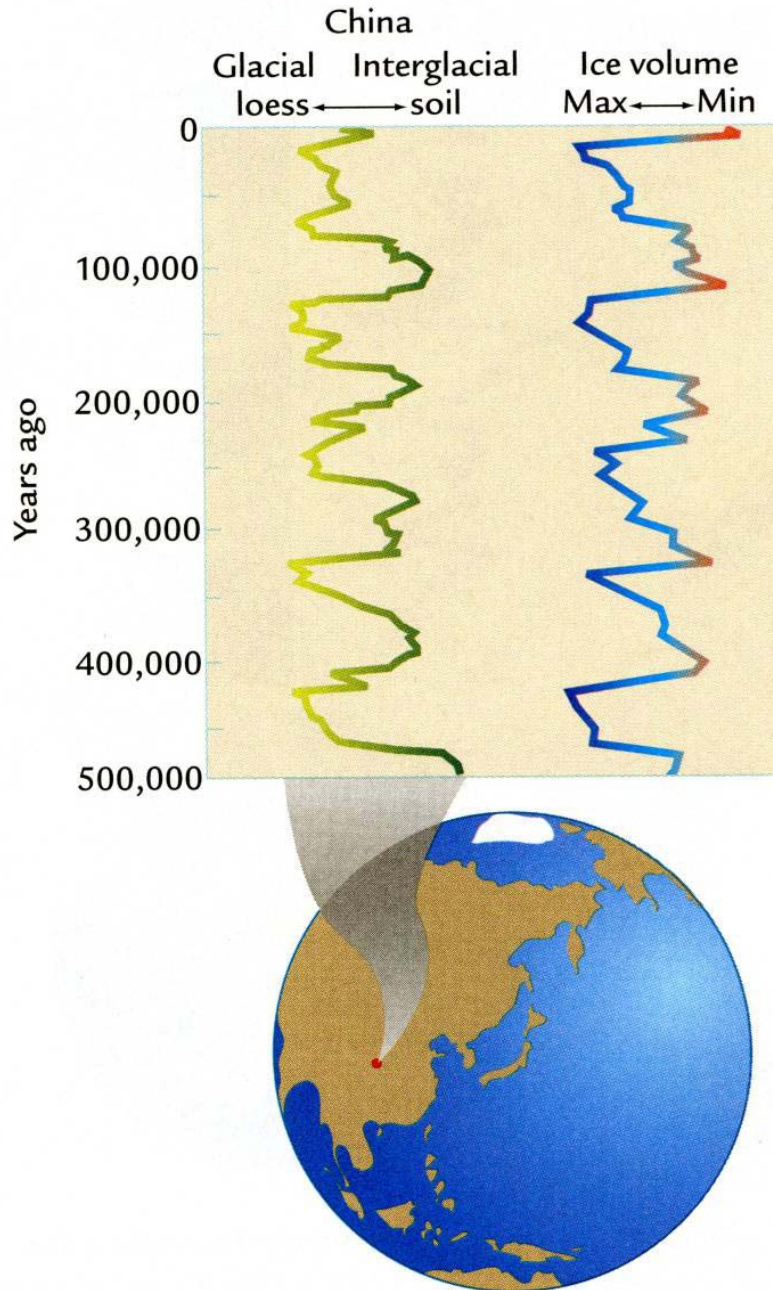 China
Glacial Interglacial
loess soil
Ice volume
Max Min
Years ago
0
100,000
200,000
300,000
400,000
500,000